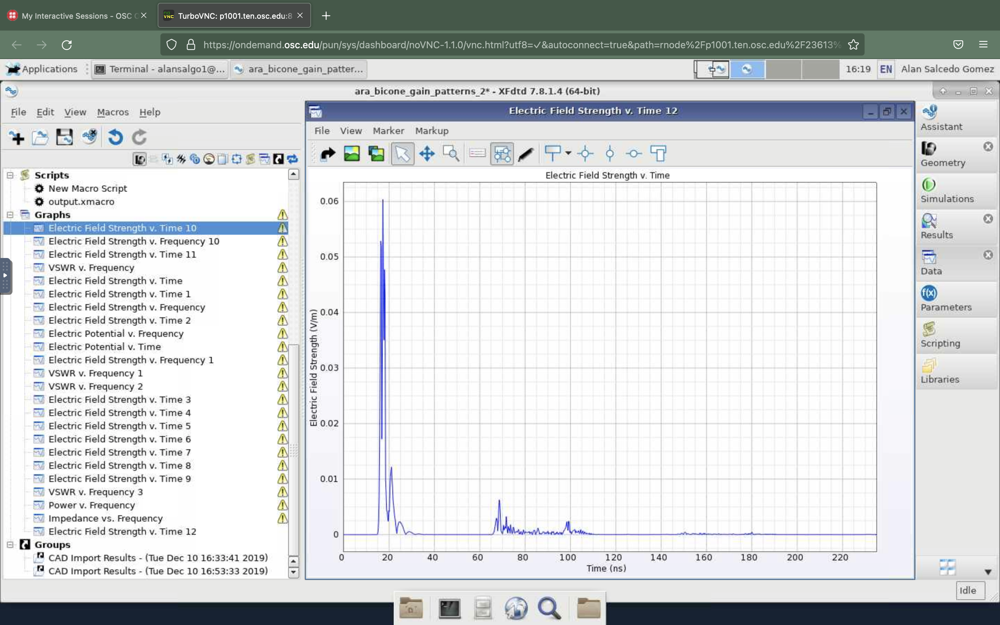 My Interactive Sessions - OSC O
TurboVNC: p1001.ten.osc.edu:8
https://ondemand.osc.edu/pun/sys/dashboard/noVNC-1.1.0/vnc.html?utf8=✓&autoconnect=true&path=rnode%2Fp1001.ten.osc.edu%2F23613%
Applications
Terminal - alansalgo1@...
ara_bicone_gain_patter...
16:19
EN
Alan Salcedo Gomez
ara_bicone_gain_patterns_2* - XFdtd 7.8.1.4 (64-bit)
File Edit View Macros Help
Scripts
New Macro Script
output.xmacro
Graphs
Electric Field Strength v. Time 10
Electric Field Strength v. Frequency 10
Electric Field Strength v. Time 11
VSWR v. Frequency
Electric Field Strength v. Time
Electric Field Strength v. Time 1
Electric Field Strength v. Frequency
Electric Field Strength v. Time 2
Electric Potential v. Frequency
Electric Potential v. Time
Electric Field Strength v. Frequency 1
VSWR v. Frequency 1
VSWR v. Frequency 2
Electric Field Strength v. Time 3
Electric Field Strength v. Time 4
Electric Field Strength v. Time 5
Electric Field Strength v. Time 6
Electric Field Strength v. Time 7
Electric Field Strength v. Time 8
Electric Field Strength v. Time 9
VSWR v. Frequency 3
Power v. Frequency
Impedance vs. Frequency
Electric Field Strength v. Time 12
Groups
CAD Import Results - (Tue Dec 10 16:33:41 2019)
CAD Import Results - (Tue Dec 10 16:53:33 2019)
Electric Field Strength v. Time 12
File View Marker Markup
Electric Field Strength v. Time
Electric Field Strength (V/m)
0.06
0.05
0.04
0.03
0.02
0.01
0
0 20 40 60 80 100 120 140 160 180 200 220
Time (ns)
Assistant
Geometry
Simulations
Results
Data
f(x)
Parameters
Scripting
Libraries
Idle